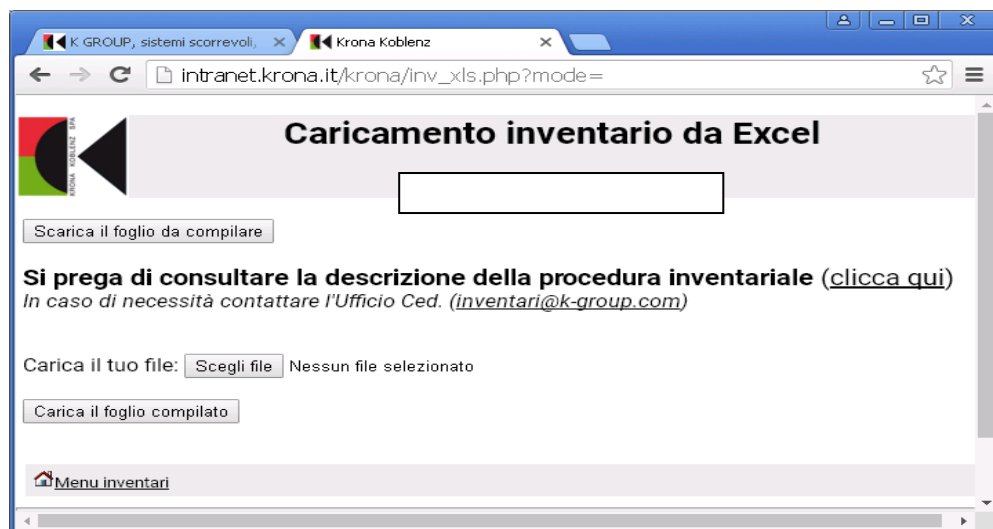 K GROUP, sistemi scorrevoli,
Krona Koblenz
intranet.krona.it/krona/inv_xls.php?mode=
KRONA KOBLENZ SPA
Caricamento inventario da Excel
Scarica il foglio da compilare
Si prega di consultare la descrizione della procedura inventariale (clicca qui)
In caso di necessità contattare l'Ufficio Ced. (inventari@k-group.com)
Carica il tuo file: Scegli file Nessun file selezionato
Carica il foglio compilato
Menu inventari